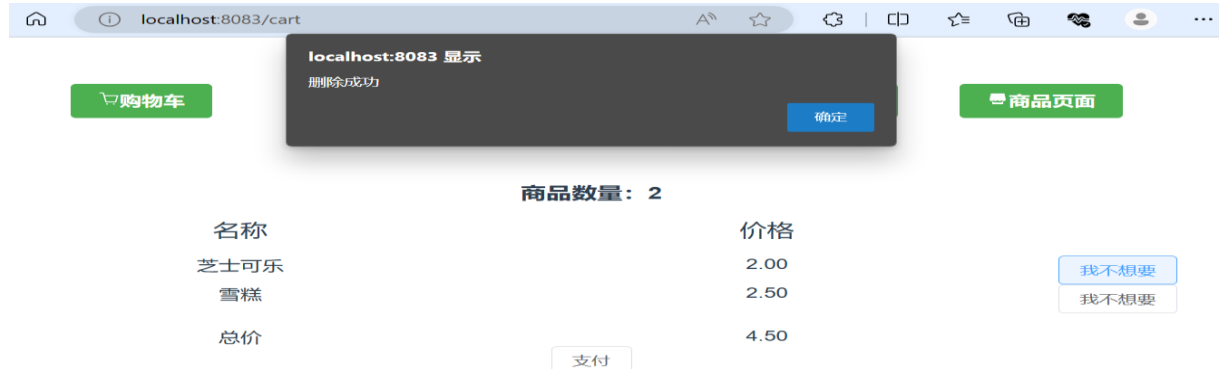 localhost:8083/cart
localhost:8083 显示
删除成功
确定
购物车
商品页面
商品数量：2
名称 价格
芝士可乐 2.00 我不想要
雪糕 2.50 我不想要
总价 4.50
支付